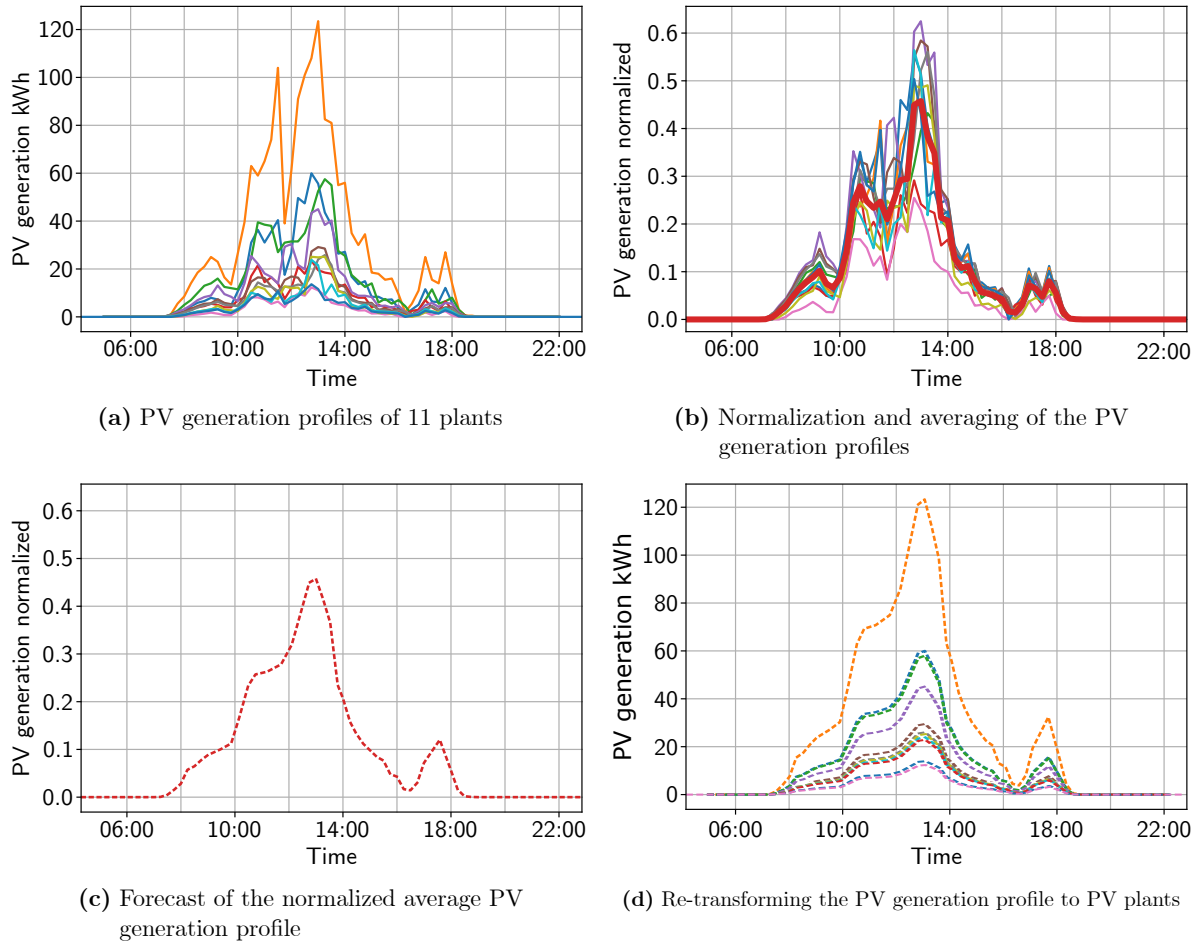 120
100
80
60
40
20
0
PV generation kWh
06:00 10:00 14:00 18:00 22:00
Time
(a) PV generation profiles of 11 plants
0.6
0.5
0.4
0.3
0.2
0.1
0.0
PV generation normalized
06:00 10:00 14:00 18:00 22:00
Time
(b) Normalization and averaging of the PV
generation profiles
0.6
0.5
0.4
0.3
0.2
0.1
0.0
PV generation normalized
06:00 10:00 14:00 18:00 22:00
Time
(c) Forecast of the normalized average PV
generation profile
120
100
80
60
40
20
0
PV generation kWh
06:00 10:00 14:00 18:00 22:00
Time
(d) Re-transforming the PV generation profile to PV plants